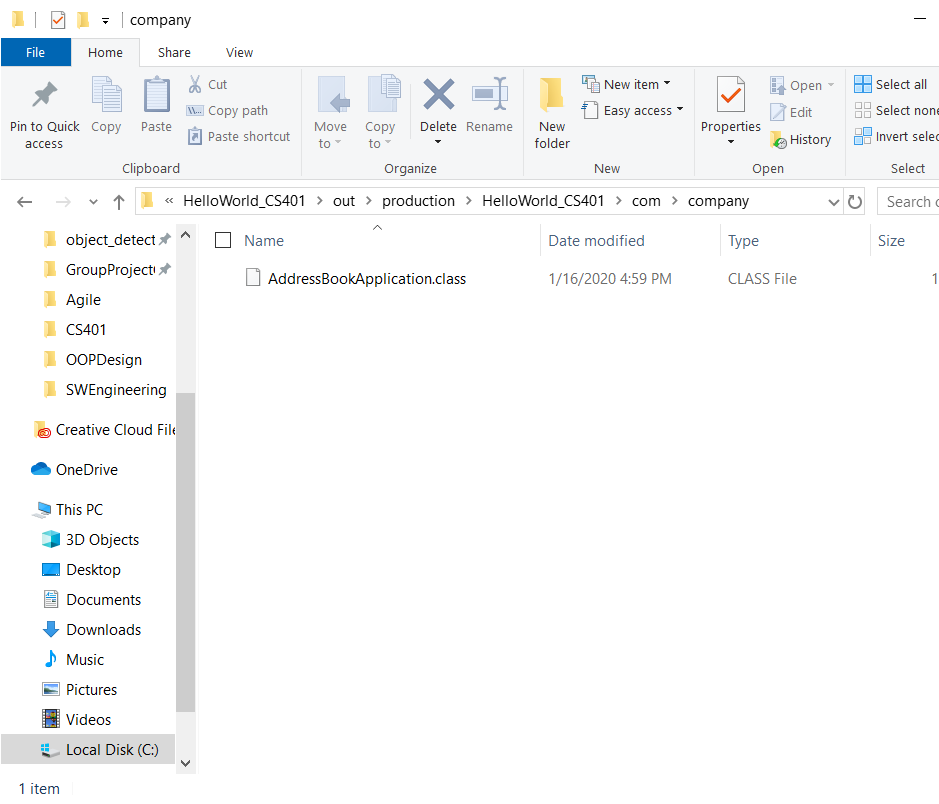 company
File Home Share View
Pin to Quick access
Copy
Paste
Cut
Copy path
Paste shortcut
Clipboard
Move to
Copy to
Delete
Rename
Organize
New folder
New item
Easy access
New
Properties
Open
Edit
History
Open
Select all
Select none
Invert selec
Select
« HelloWorld_CS401 > out > production > HelloWorld_CS401 > com > company
Search c
Name Date modified Type Size
AddressBookApplication.class 1/16/2020 4:59 PM CLASS File 1
object_detect
GroupProject
Agile
CS401
OOPDesign
SWEngineering
Creative Cloud File
OneDrive
This PC
3D Objects
Desktop
Documents
Downloads
Music
Pictures
Videos
Local Disk (C:)
1 item